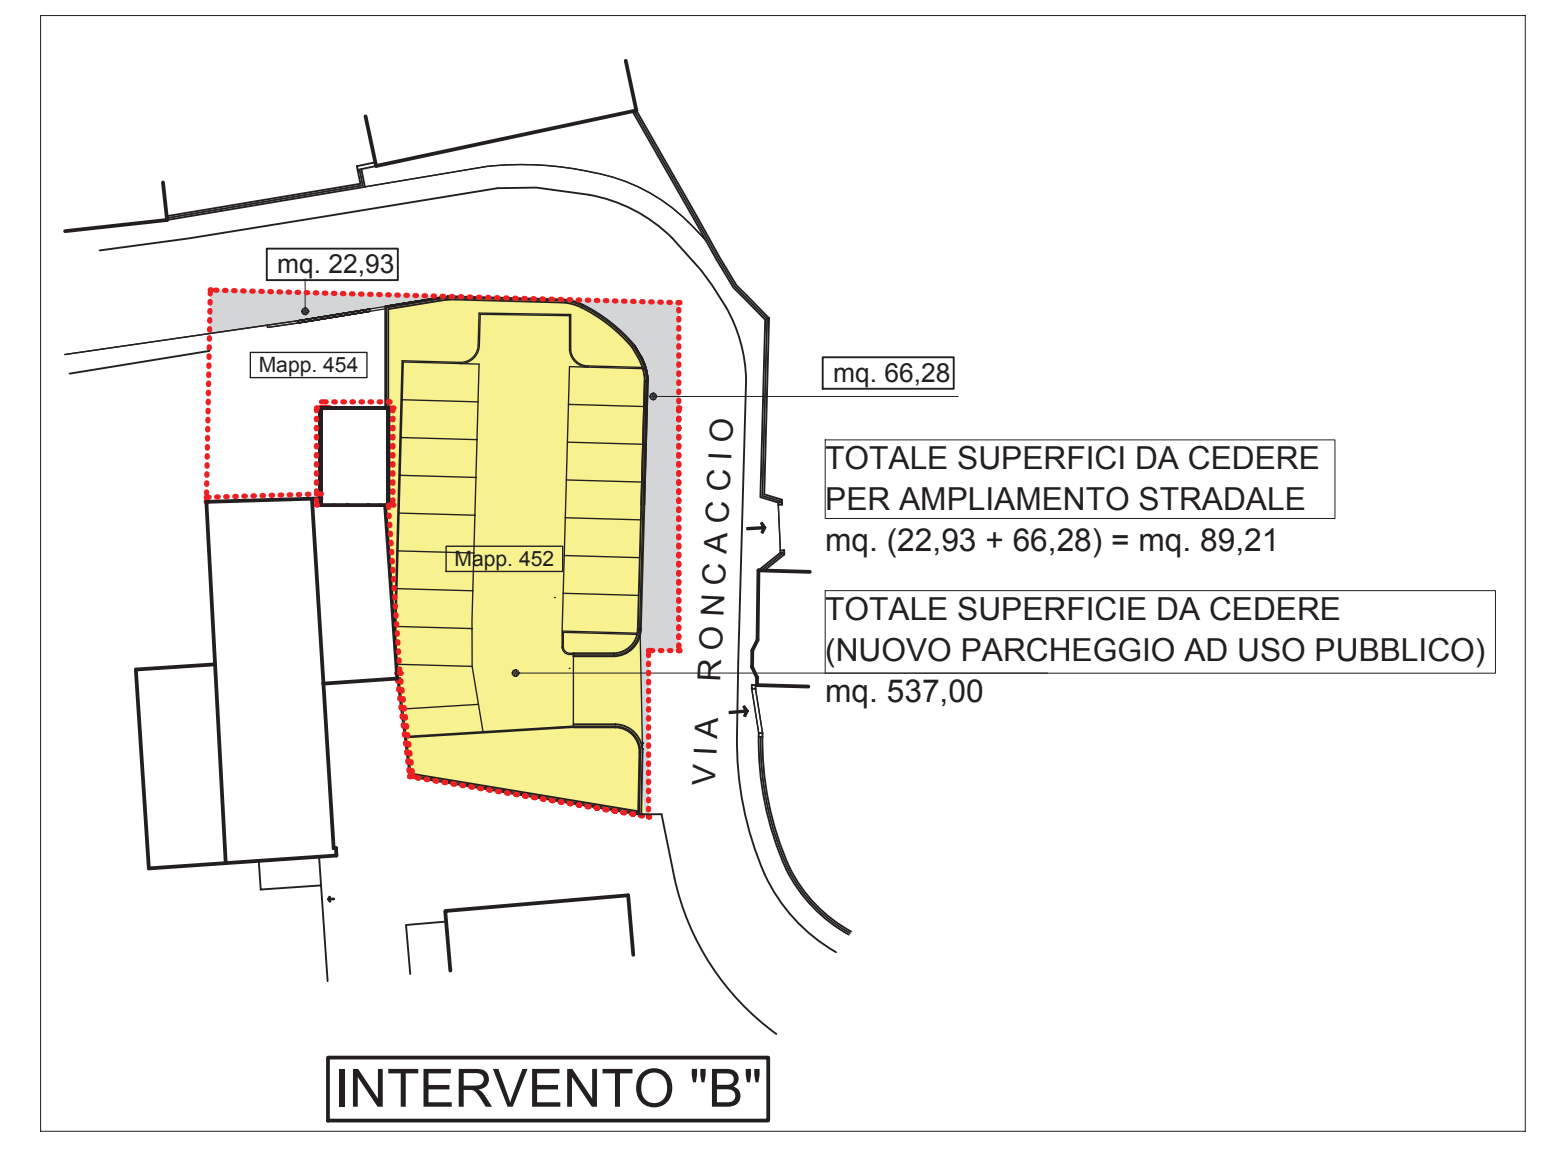 mq. 22,93
Mapp. 454
mq. 66,28
VIA RONCACCIO
TOTALE SUPERFICI DA CEDERE
PER AMPLIAMENTO STRADALE
mq. (22,93 + 66,28) = mq. 89,21
Mapp. 452
TOTALE SUPERFICIE DA CEDERE
(NUOVO PARCHEGGIO AD USO PUBBLICO)
mq. 537,00
INTERVENTO "B"